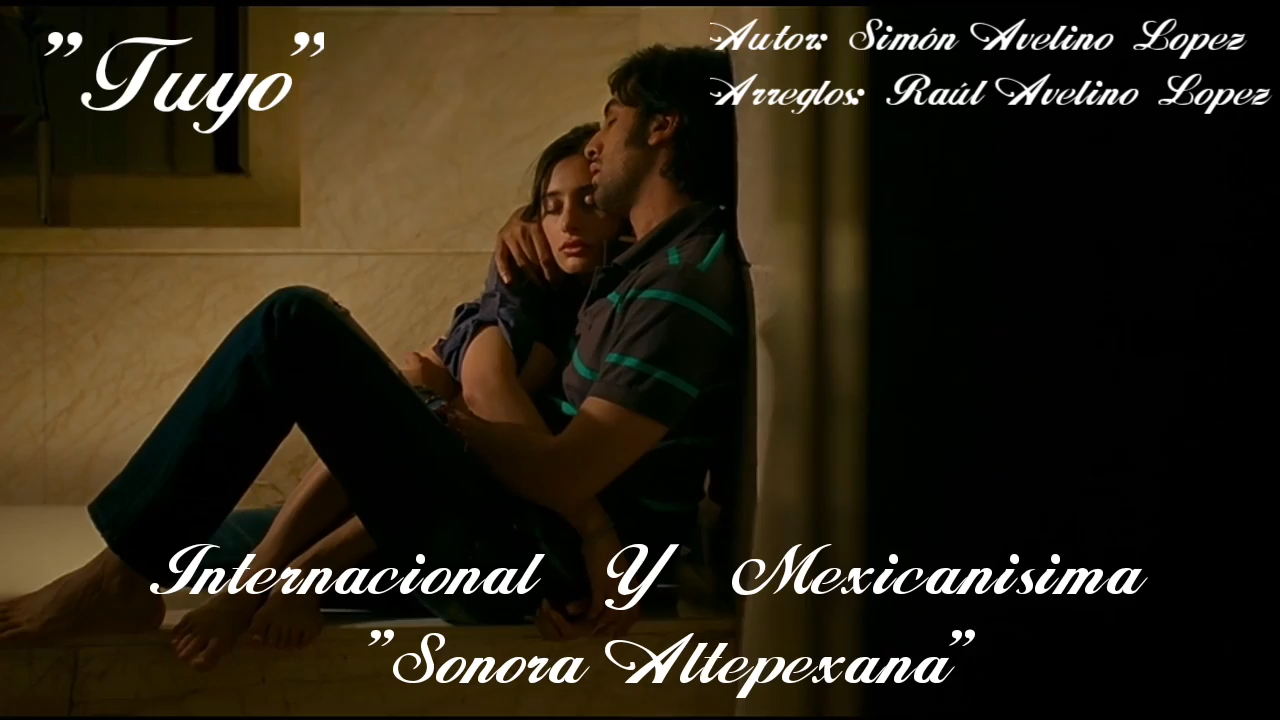 "Tuyo"
Autor: Simón Avelino Lopez
Arreglos: Raúl Avelino Lopez
Internacional Y Mexicanisima
"Sonora Altepexana"